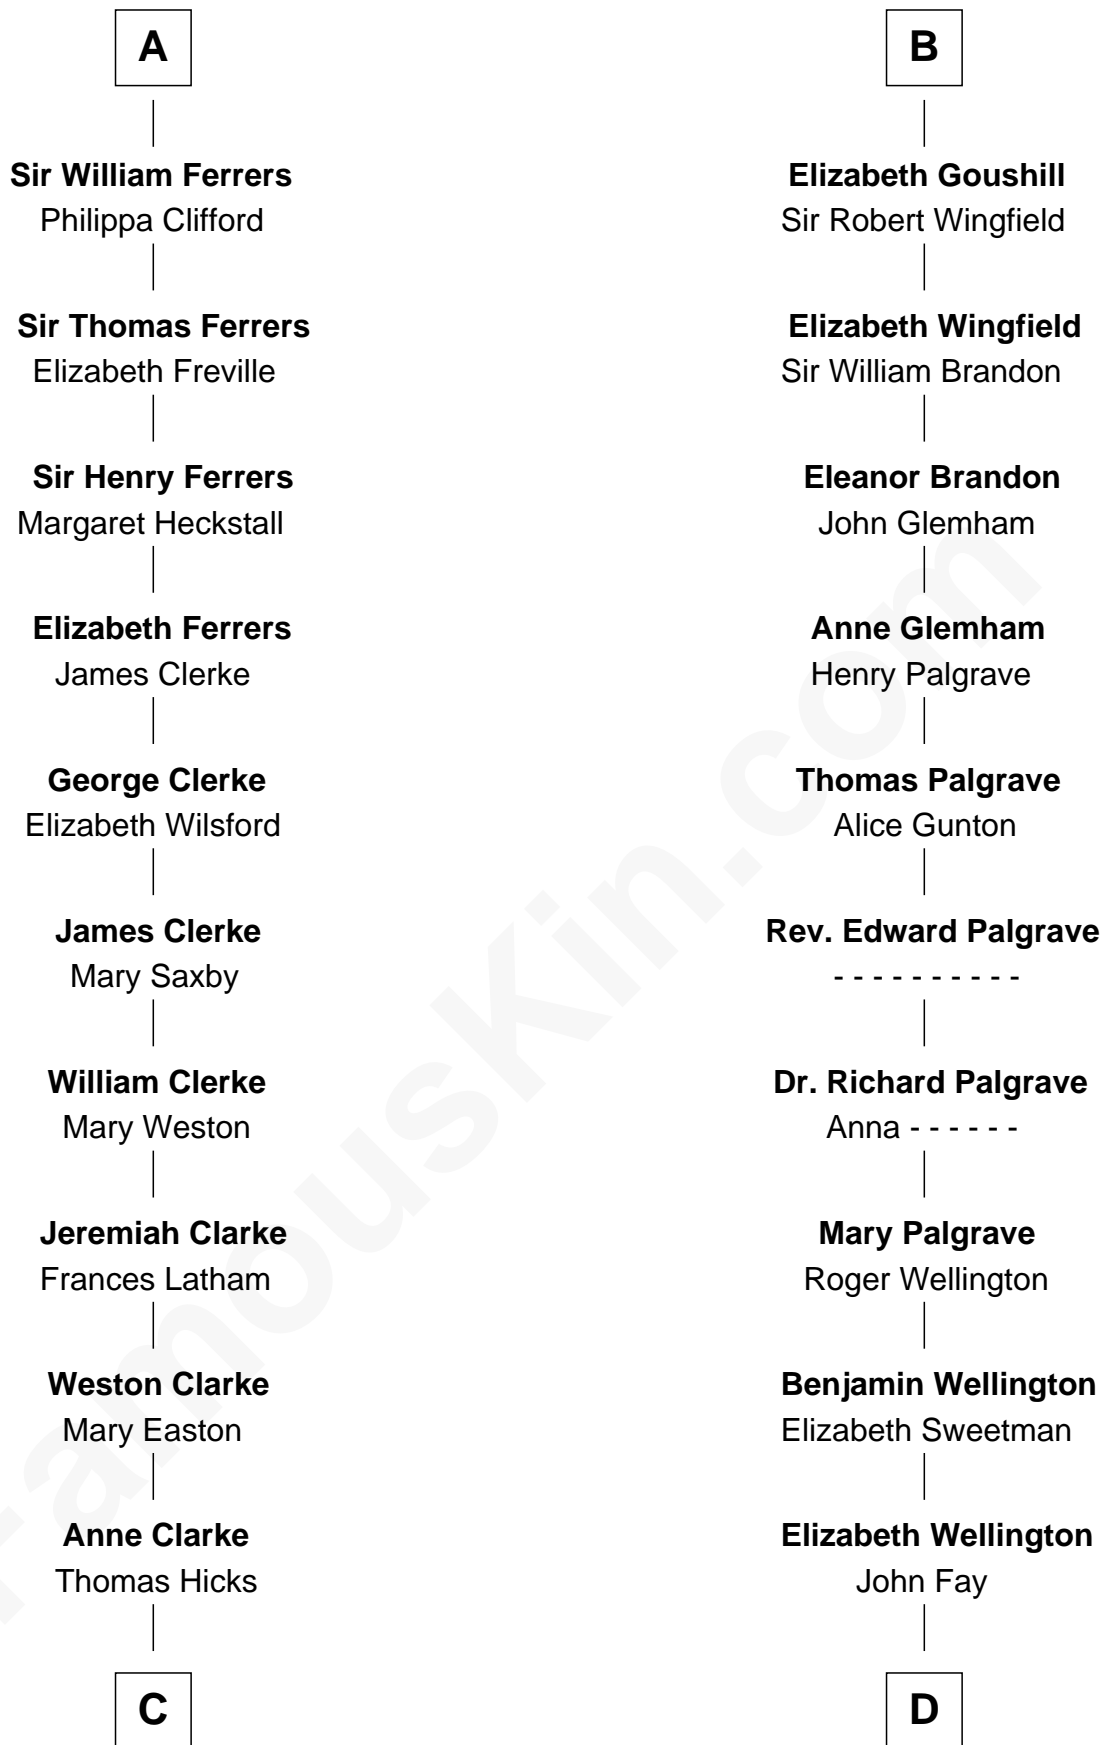 A
Sir William Ferrers
Philippa Clifford
Sir Thomas Ferrers
Elizabeth Freville
Sir Henry Ferrers
Margaret Heckstall
Elizabeth Ferrers
James Clerke
George Clerke
Elizabeth Wilsford
James Clerke
Mary Saxby
William Clerke
Mary Weston
Jeremiah Clarke
Frances Latham
Weston Clarke
Mary Easton
Anne Clarke
Thomas Hicks
C
B
Elizabeth Goushill
Sir Robert Wingfield
Elizabeth Wingfield
Sir William Brandon
Eleanor Brandon
John Glemham
Anne Glemham
Henry Palgrave
Thomas Palgrave
Alice Gunton
Rev. Edward Palgrave
- - - - - - - - - -
Dr. Richard Palgrave
Anna - - - - - -
Mary Palgrave
Roger Wellington
Benjamin Wellington
Elizabeth Sweetman
Elizabeth Wellington
John Fay
D
FamousKin.com